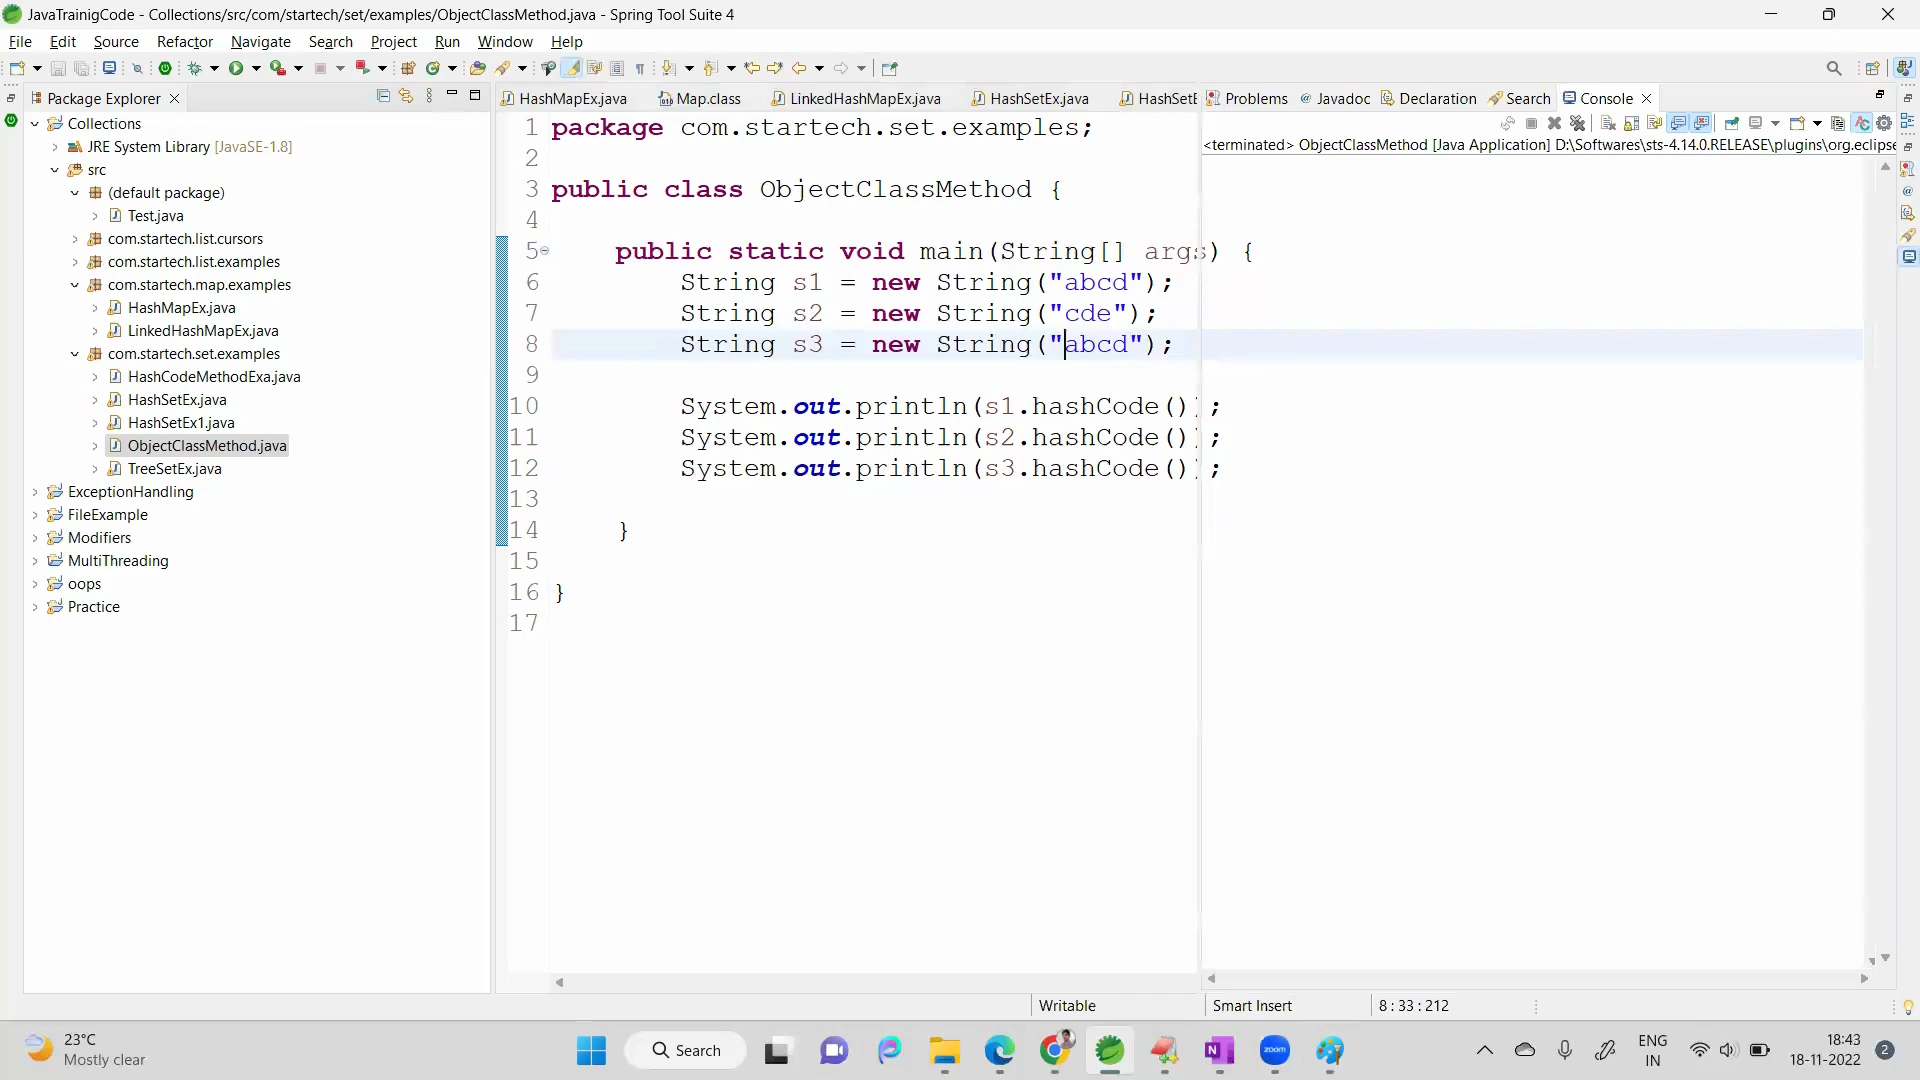 JavaTrainigCode - Collections/src/com/startech/set/examples/ObjectClassMethod.java - Spring Tool Suite 4
File Edit Source Refactor Navigate Search Project Run Window Help
Package Explorer
Collections
JRE System Library [JavaSE-1.8]
src
(default package)
Test.java
com.startech.list.cursors
com.startech.list.examples
com.startech.map.examples
HashMapEx.java
LinkedHashMapEx.java
com.startech.set.examples
HashCodeMethodExa.java
HashSetEx.java
HashSetEx1.java
ObjectClassMethod.java
TreeSetEx.java
ExceptionHandling
FileExample
Modifiers
MultiThreading
oops
Practice
HashMapEx.java Map.class LinkedHashMapEx.java HashSetEx.java HashSetE
1 package com.startech.set.examples;
2
3 public class ObjectClassMethod {
4
5 public static void main(String[] args) {
6 String s1 = new String("abcd");
7 String s2 = new String("cde");
8 String s3 = new String("abcd");
9
10 System.out.println(s1.hashCode());
11 System.out.println(s2.hashCode());
12 System.out.println(s3.hashCode());
13
14 }
15
16 }
17
Problems Javadoc Declaration Search Console
<terminated> ObjectClassMethod [Java Application] D:\Softwares\sts-4.14.0.RELEASE\plugins\org.eclipse
Writable Smart Insert 8 : 33 : 212
23°C
Mostly clear
Search
zoom
ENG
IN
18:43
18-11-2022
2